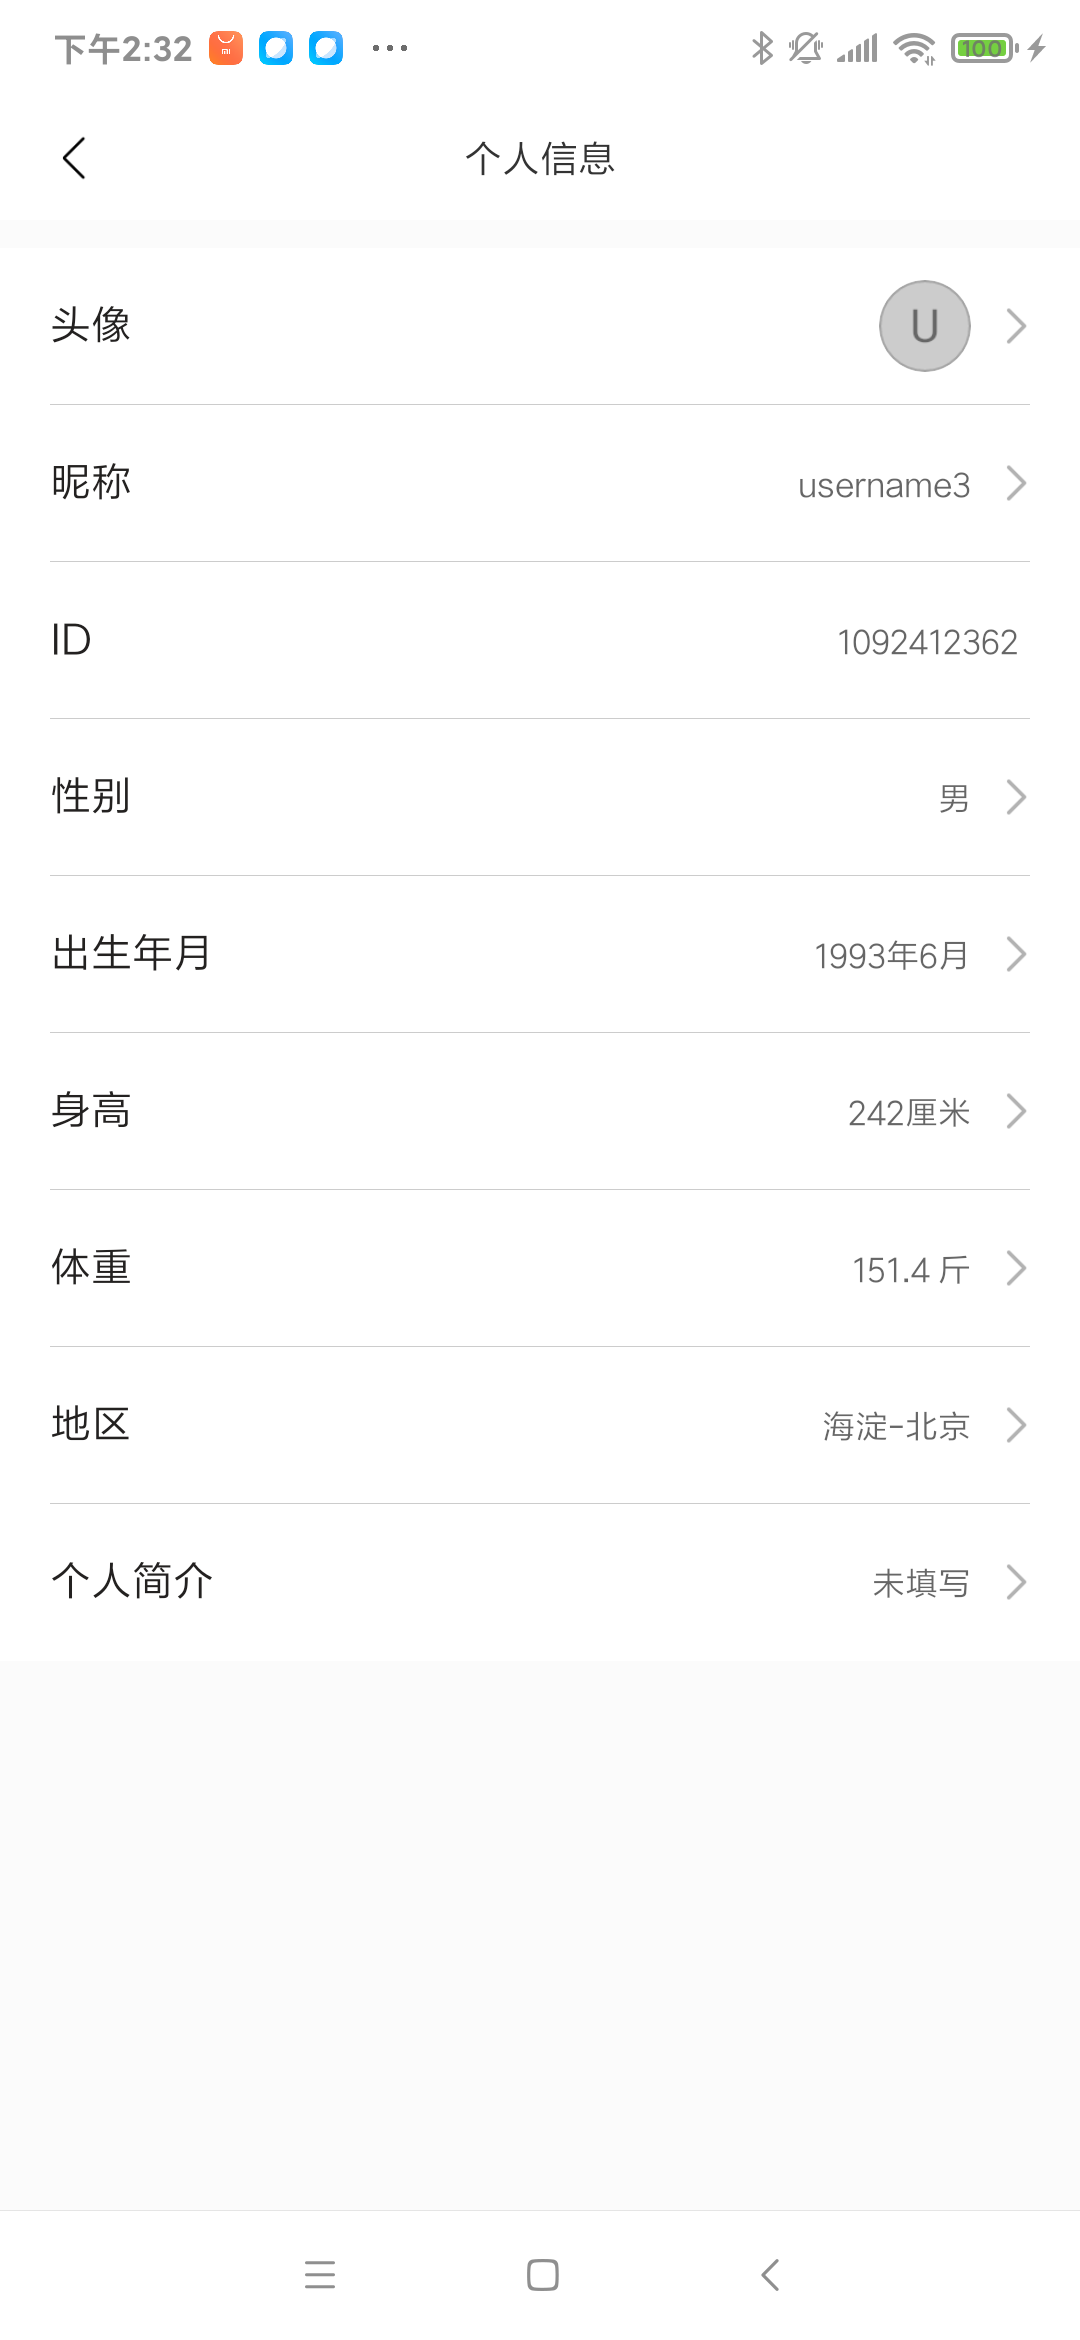 下午2:32
100
个人信息
头像
U
昵称
username3
ID
1092412362
性别
男
出生年月
1993年6月
身高
242厘米
体重
151.4 斤
地区
海淀-北京
个人简介
未填写